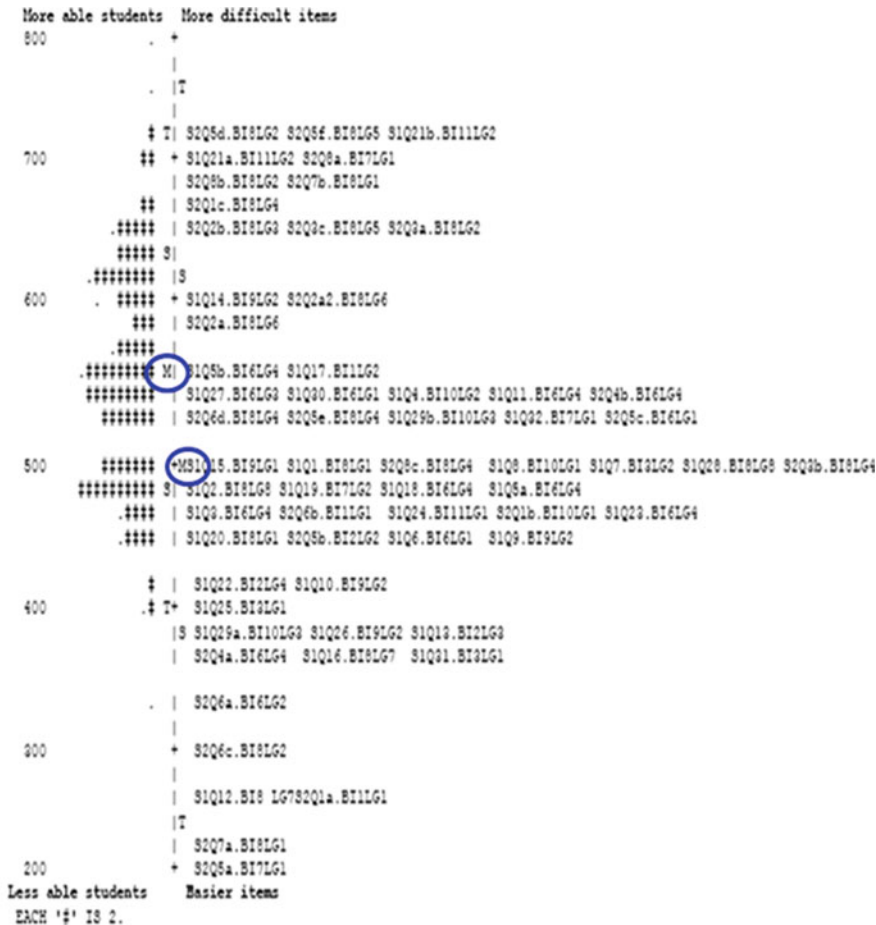 More able students | More difficult items
800 . +
|
. |T
|
# T| S2Q5d.BI8LG2 S2Q5f.BI8LG5 S1Q21b.BI11LG2
700 ## + S1Q21a.BI11LG2 S2Q8a.BI7LG1
| S2Q8b.BI8LG2 S2Q7b.BI8LG1
## | S2Q1c.BI8LG4
.##### | S2Q2b.BI8LG3 S2Q3c.BI8LG5 S2Q3a.BI8LG2
##### S|
.######## |S
600 . ##### + S1Q14.BI9LG2 S2Q2a2.BI8LG6
### | S2Q2a.BI8LG6
.##### |
.######## M| S1Q5b.BI6LG4 S1Q17.BI1LG2
######### | S1Q27.BI6LG3 S1Q30.BI6LG1 S1Q4.BI10LG2 S1Q11.BI6LG4 S2Q4b.BI6LG4
####### | S2Q6d.BI8LG4 S2Q5e.BI8LG4 S1Q29b.BI10LG3 S1Q32.BI7LG1 S2Q5c.BI6LG1
500 ####### +MS1Q15.BI9LG1 S1Q1.BI8LG1 S2Q8c.BI8LG4 S1Q8.BI10LG1 S1Q7.BI3LG2 S1Q28.BI8LG8 S2Q3b.BI8LG4
########## S| S1Q2.BI8LG8 S1Q19.BI7LG2 S1Q18.BI6LG4 S1Q5a.BI6LG4
.#### | S1Q3.BI6LG4 S2Q6b.BI1LG1 S1Q24.BI11LG1 S2Q1b.BI10LG1 S1Q23.BI6LG4
.#### | S1Q20.BI8LG1 S2Q5b.BI2LG2 S1Q6.BI6LG1 S1Q9.BI9LG2
# | S1Q22.BI2LG4 S1Q10.BI9LG2
400 .# T+ S1Q25.BI3LG1
|S S1Q29a.BI10LG3 S1Q26.BI9LG2 S1Q13.BI2LG3
| S2Q4a.BI6LG4 S1Q16.BI8LG7 S1Q31.BI3LG1
. | S2Q6a.BI6LG2
|
300 + S2Q6c.BI8LG2
|
| S1Q12.BI8 LG7S2Q1a.BI1LG1
|T
| S2Q7a.BI8LG1
200 + S2Q5a.BI7LG1
Less able students Easier items
EACH '#' IS 2.